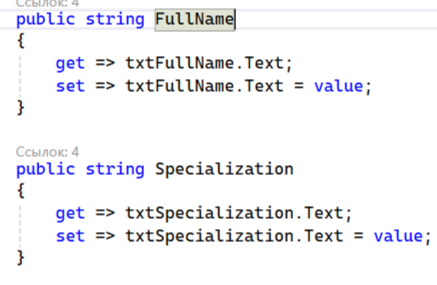 Ссылок: 4
public string FullName
{
    get => txtFullName.Text;
    set => txtFullName.Text = value;
}
Ссылок: 4
public string Specialization
{
    get => txtSpecialization.Text;
    set => txtSpecialization.Text = value;
}